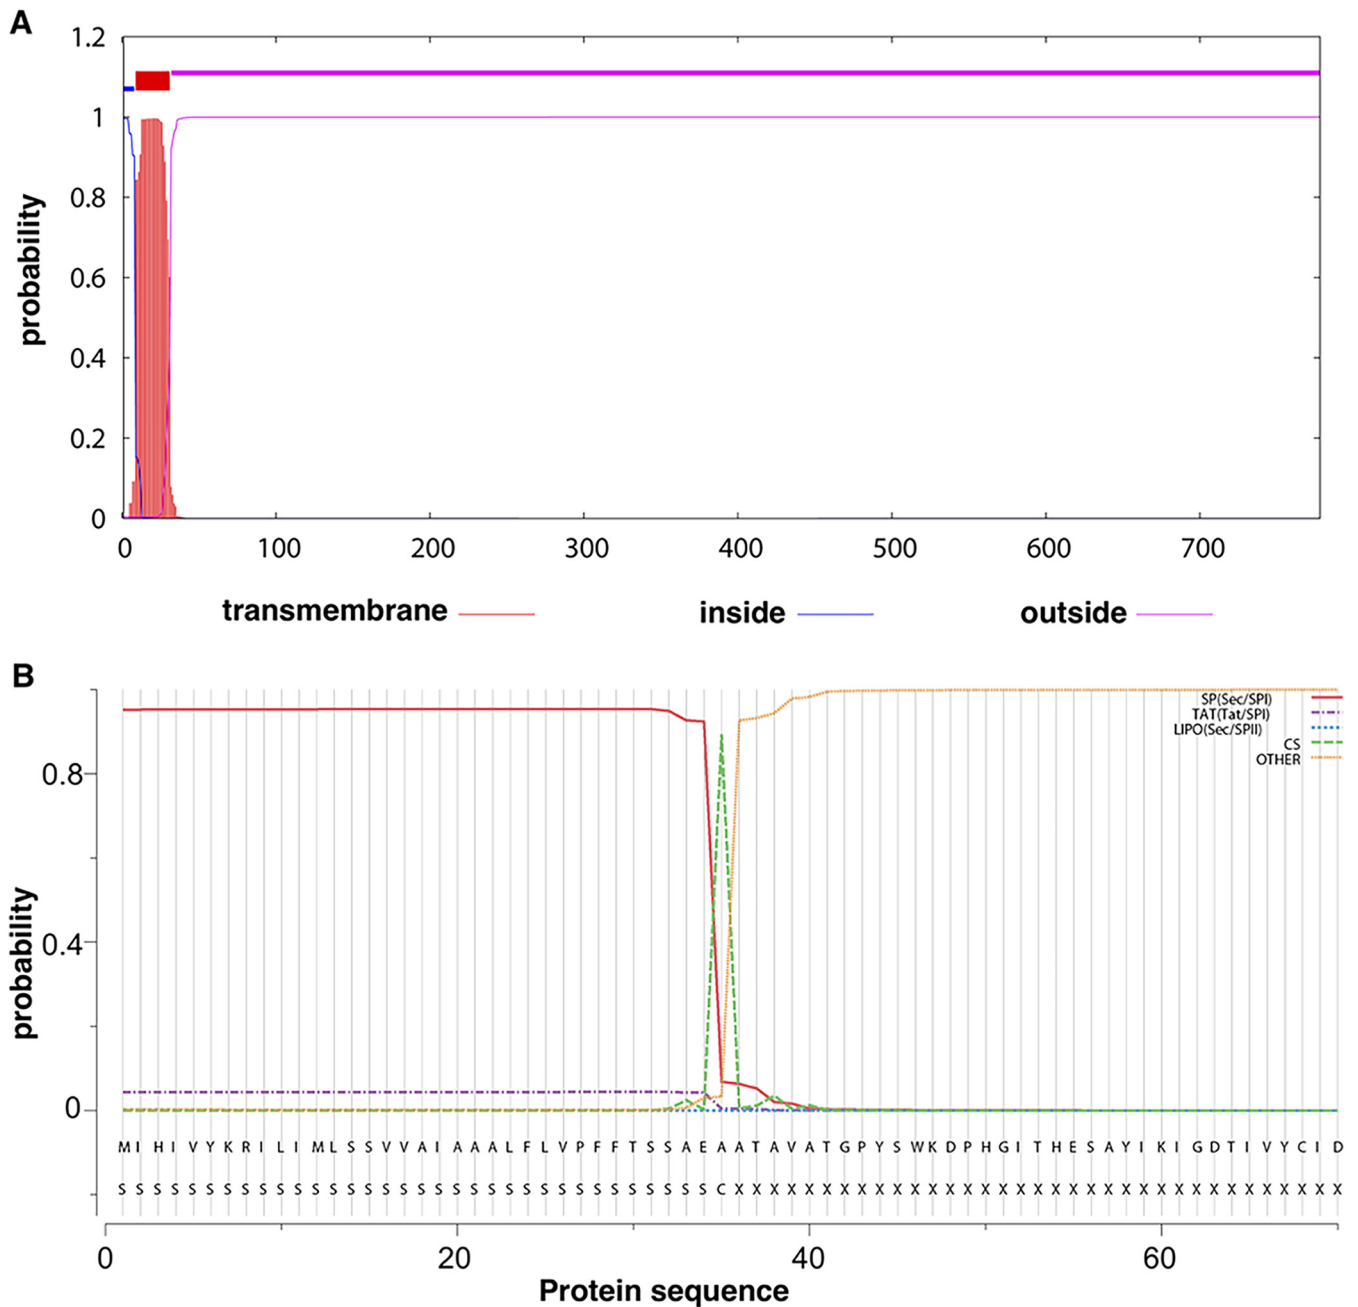 A
1.2
1
0.8
0.6
0.4
0.2
0
probability
0 100 200 300 400 500 600 700
transmembrane inside outside
B
SP(Sec/SPI)
TAT(Tat/SPI)
LIPO(Sec/SPII)
CS
OTHER
0.8
0.4
0
probability
M I H I V Y K R I L I M L S S V V A I A A A L F L V P F F T S S A E A A T A V A T G P Y S W K D P H G I T H E S A Y I K I G D T I V Y C I D
S S S S S S S S S S S S S S S S S S S S S S S S S S S S S S S S S S C X X X X X X X X X X X X X X X X X X X X X X X X X X X X X X X X X X X
0 20 40 60
Protein sequence